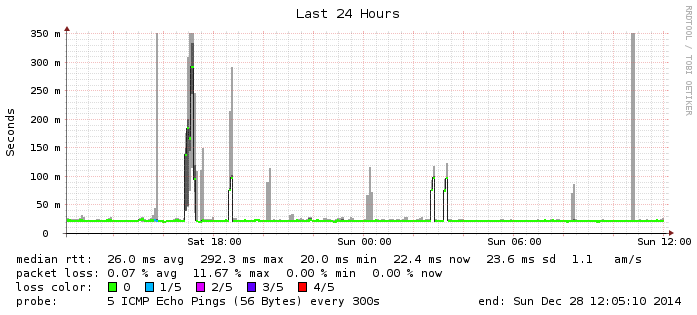 Last 24 Hours
RRDTOOL / TOBI OETIKER
Seconds
350 m
300 m
250 m
200 m
150 m
100 m
50 m
0
Sat 18:00 Sun 00:00 Sun 06:00 Sun 12:00
median rtt: 26.0 ms avg 292.3 ms max 20.0 ms min 22.4 ms now 23.6 ms sd 1.1 am/s
packet loss: 0.07 % avg 11.67 % max 0.00 % min 0.00 % now
loss color: 0 1/5 2/5 3/5 4/5
probe: 5 ICMP Echo Pings (56 Bytes) every 300s end: Sun Dec 28 12:05:10 2014